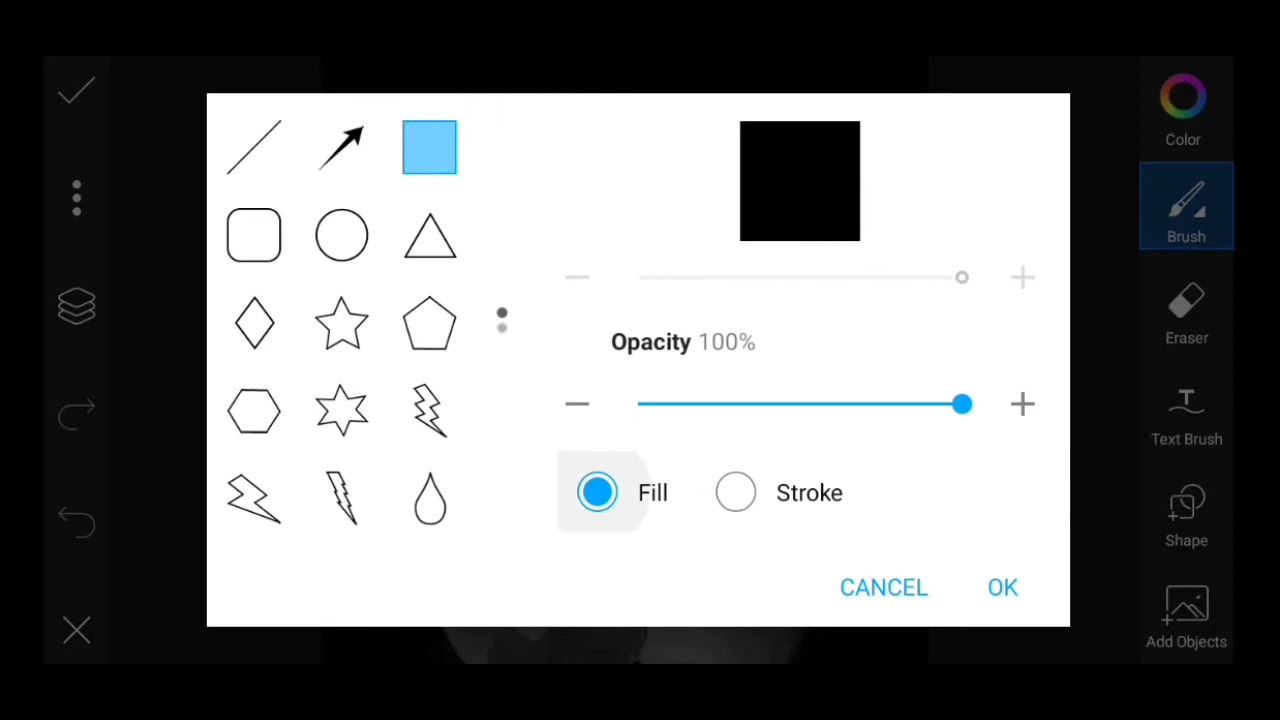 Color
Brush
Opacity 100%
Eraser
Text Brush
Fill
Stroke
Shape
CANCEL
OK
Add Objects